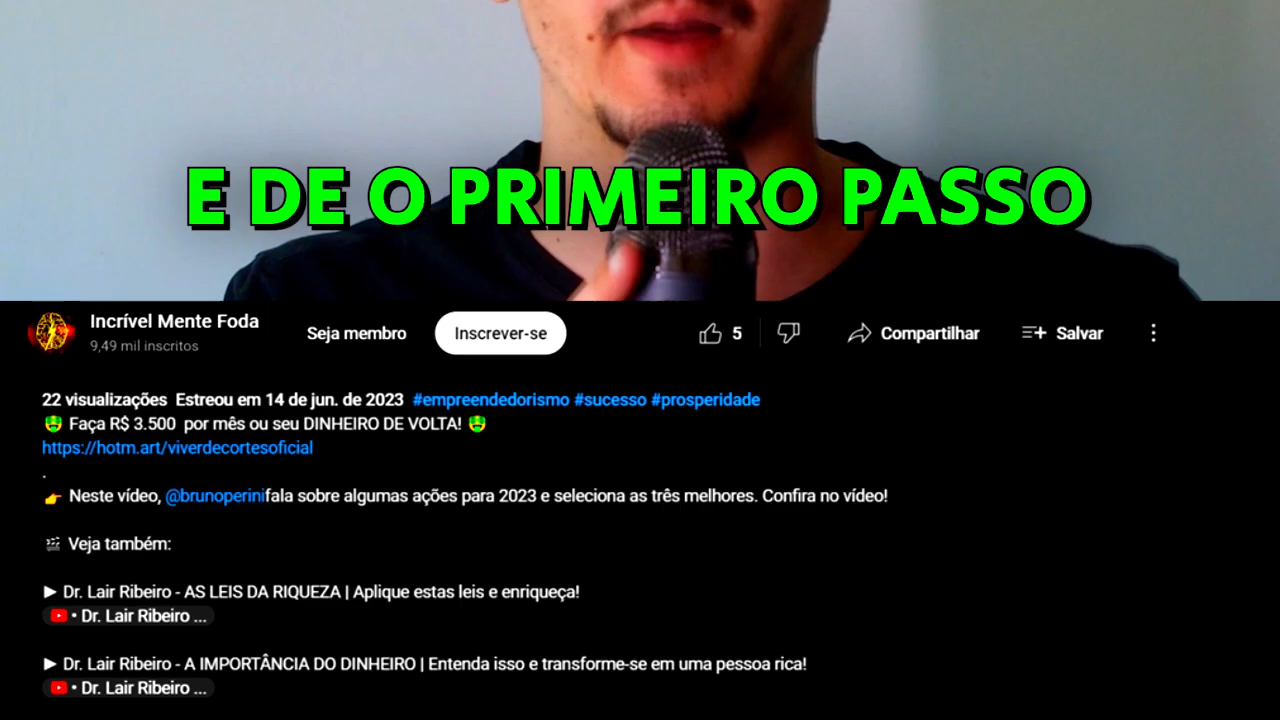 E DE O PRIMEIRO PASSO
Incrível Mente Foda
9,49 mil inscritos
Seja membro
Inscrever-se
5
Compartilhar
Salvar
22 visualizações Estreou em 14 de jun. de 2023 #empreendedorismo #sucesso #prosperidade
🤑 Faça R$ 3.500 por mês ou seu DINHEIRO DE VOLTA! 🤑
https://hotm.art/viverdecortesoficial
.
👉 Neste vídeo, @brunoperinifala sobre algumas ações para 2023 e seleciona as três melhores. Confira no vídeo!
🎬 Veja também:
► Dr. Lair Ribeiro - AS LEIS DA RIQUEZA | Aplique estas leis e enriqueça!
• Dr. Lair Ribeiro ...
► Dr. Lair Ribeiro - A IMPORTÂNCIA DO DINHEIRO | Entenda isso e transforme-se em uma pessoa rica!
• Dr. Lair Ribeiro ...